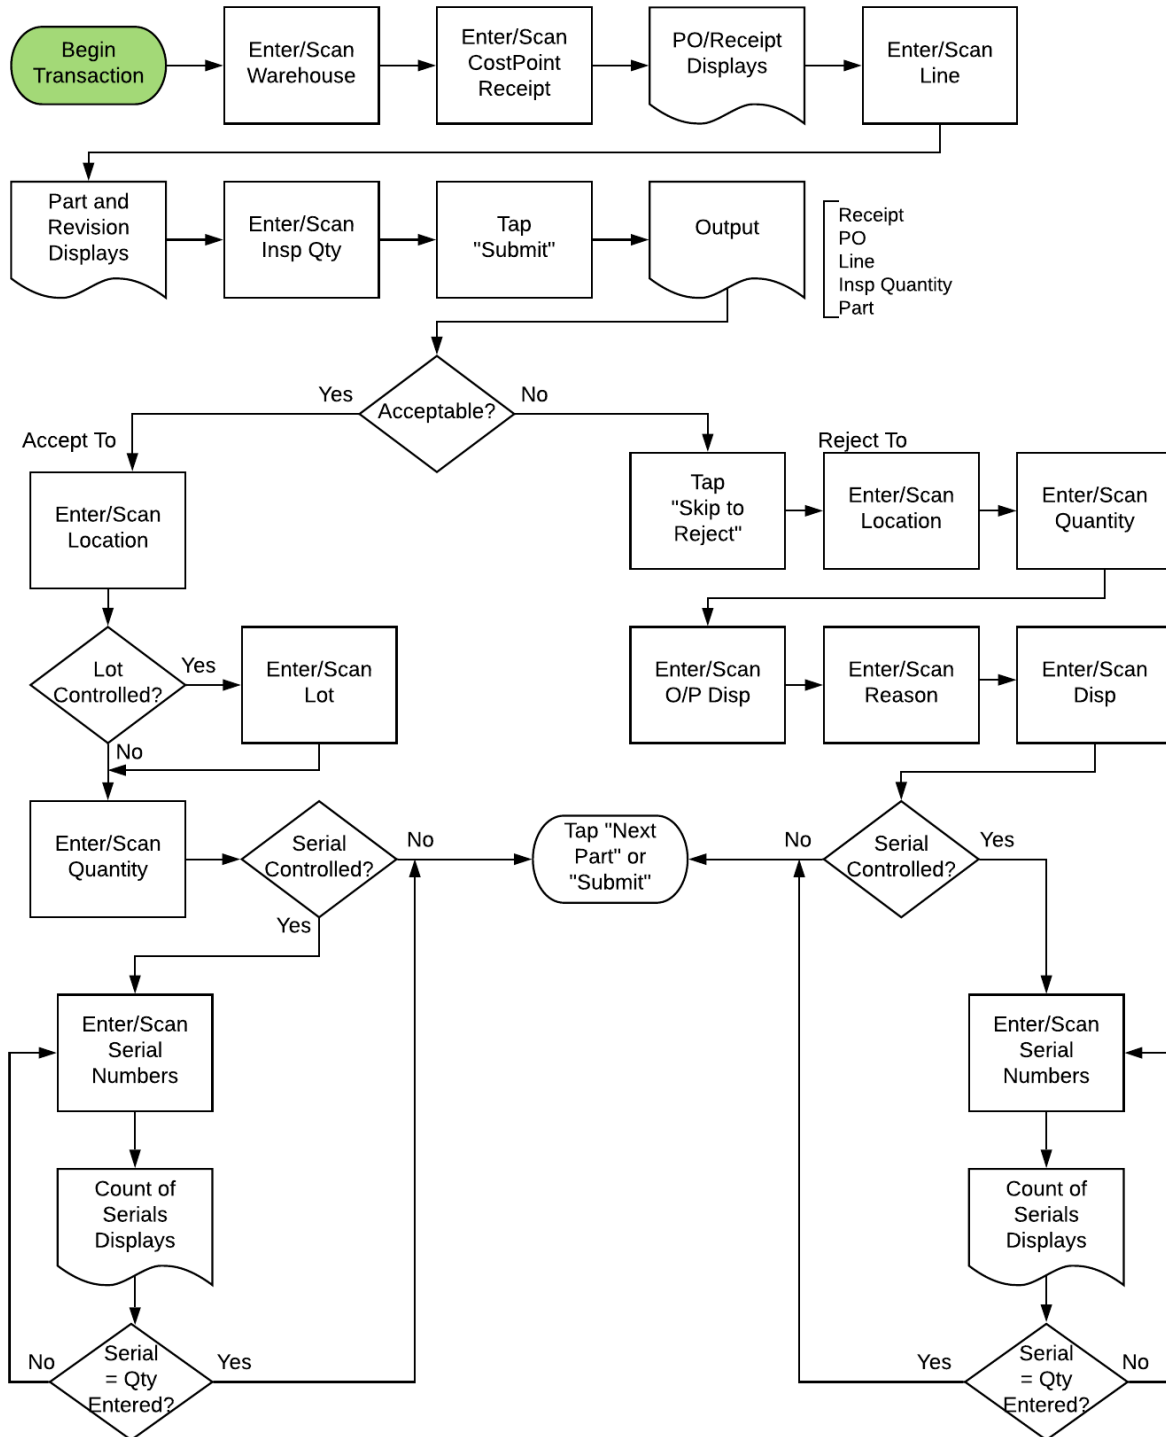 Begin
Transaction
Enter/Scan
Warehouse
Enter/Scan
CostPoint
Receipt
PO/Receipt
Displays
Enter/Scan
Line
Part and
Revision
Displays
Enter/Scan
Insp Qty
Tap
"Submit"
Output
Receipt
PO
Line
Insp Quantity
Part
Acceptable?
Yes
No
Accept To
Enter/Scan
Location
Lot
Controlled?
Yes
Enter/Scan
Lot
No
Enter/Scan
Quantity
Serial
Controlled?
No
Yes
Enter/Scan
Serial
Numbers
Count of
Serials
Displays
Serial
= Qty
Entered?
No
Yes
Tap "Next
Part" or
"Submit"
Tap
"Skip to
Reject"
Reject To
Enter/Scan
Location
Enter/Scan
Quantity
Enter/Scan
O/P Disp
Enter/Scan
Reason
Enter/Scan
Disp
Serial
Controlled?
No
Yes
Enter/Scan
Serial
Numbers
Count of
Serials
Displays
Serial
= Qty
Entered?
Yes
No